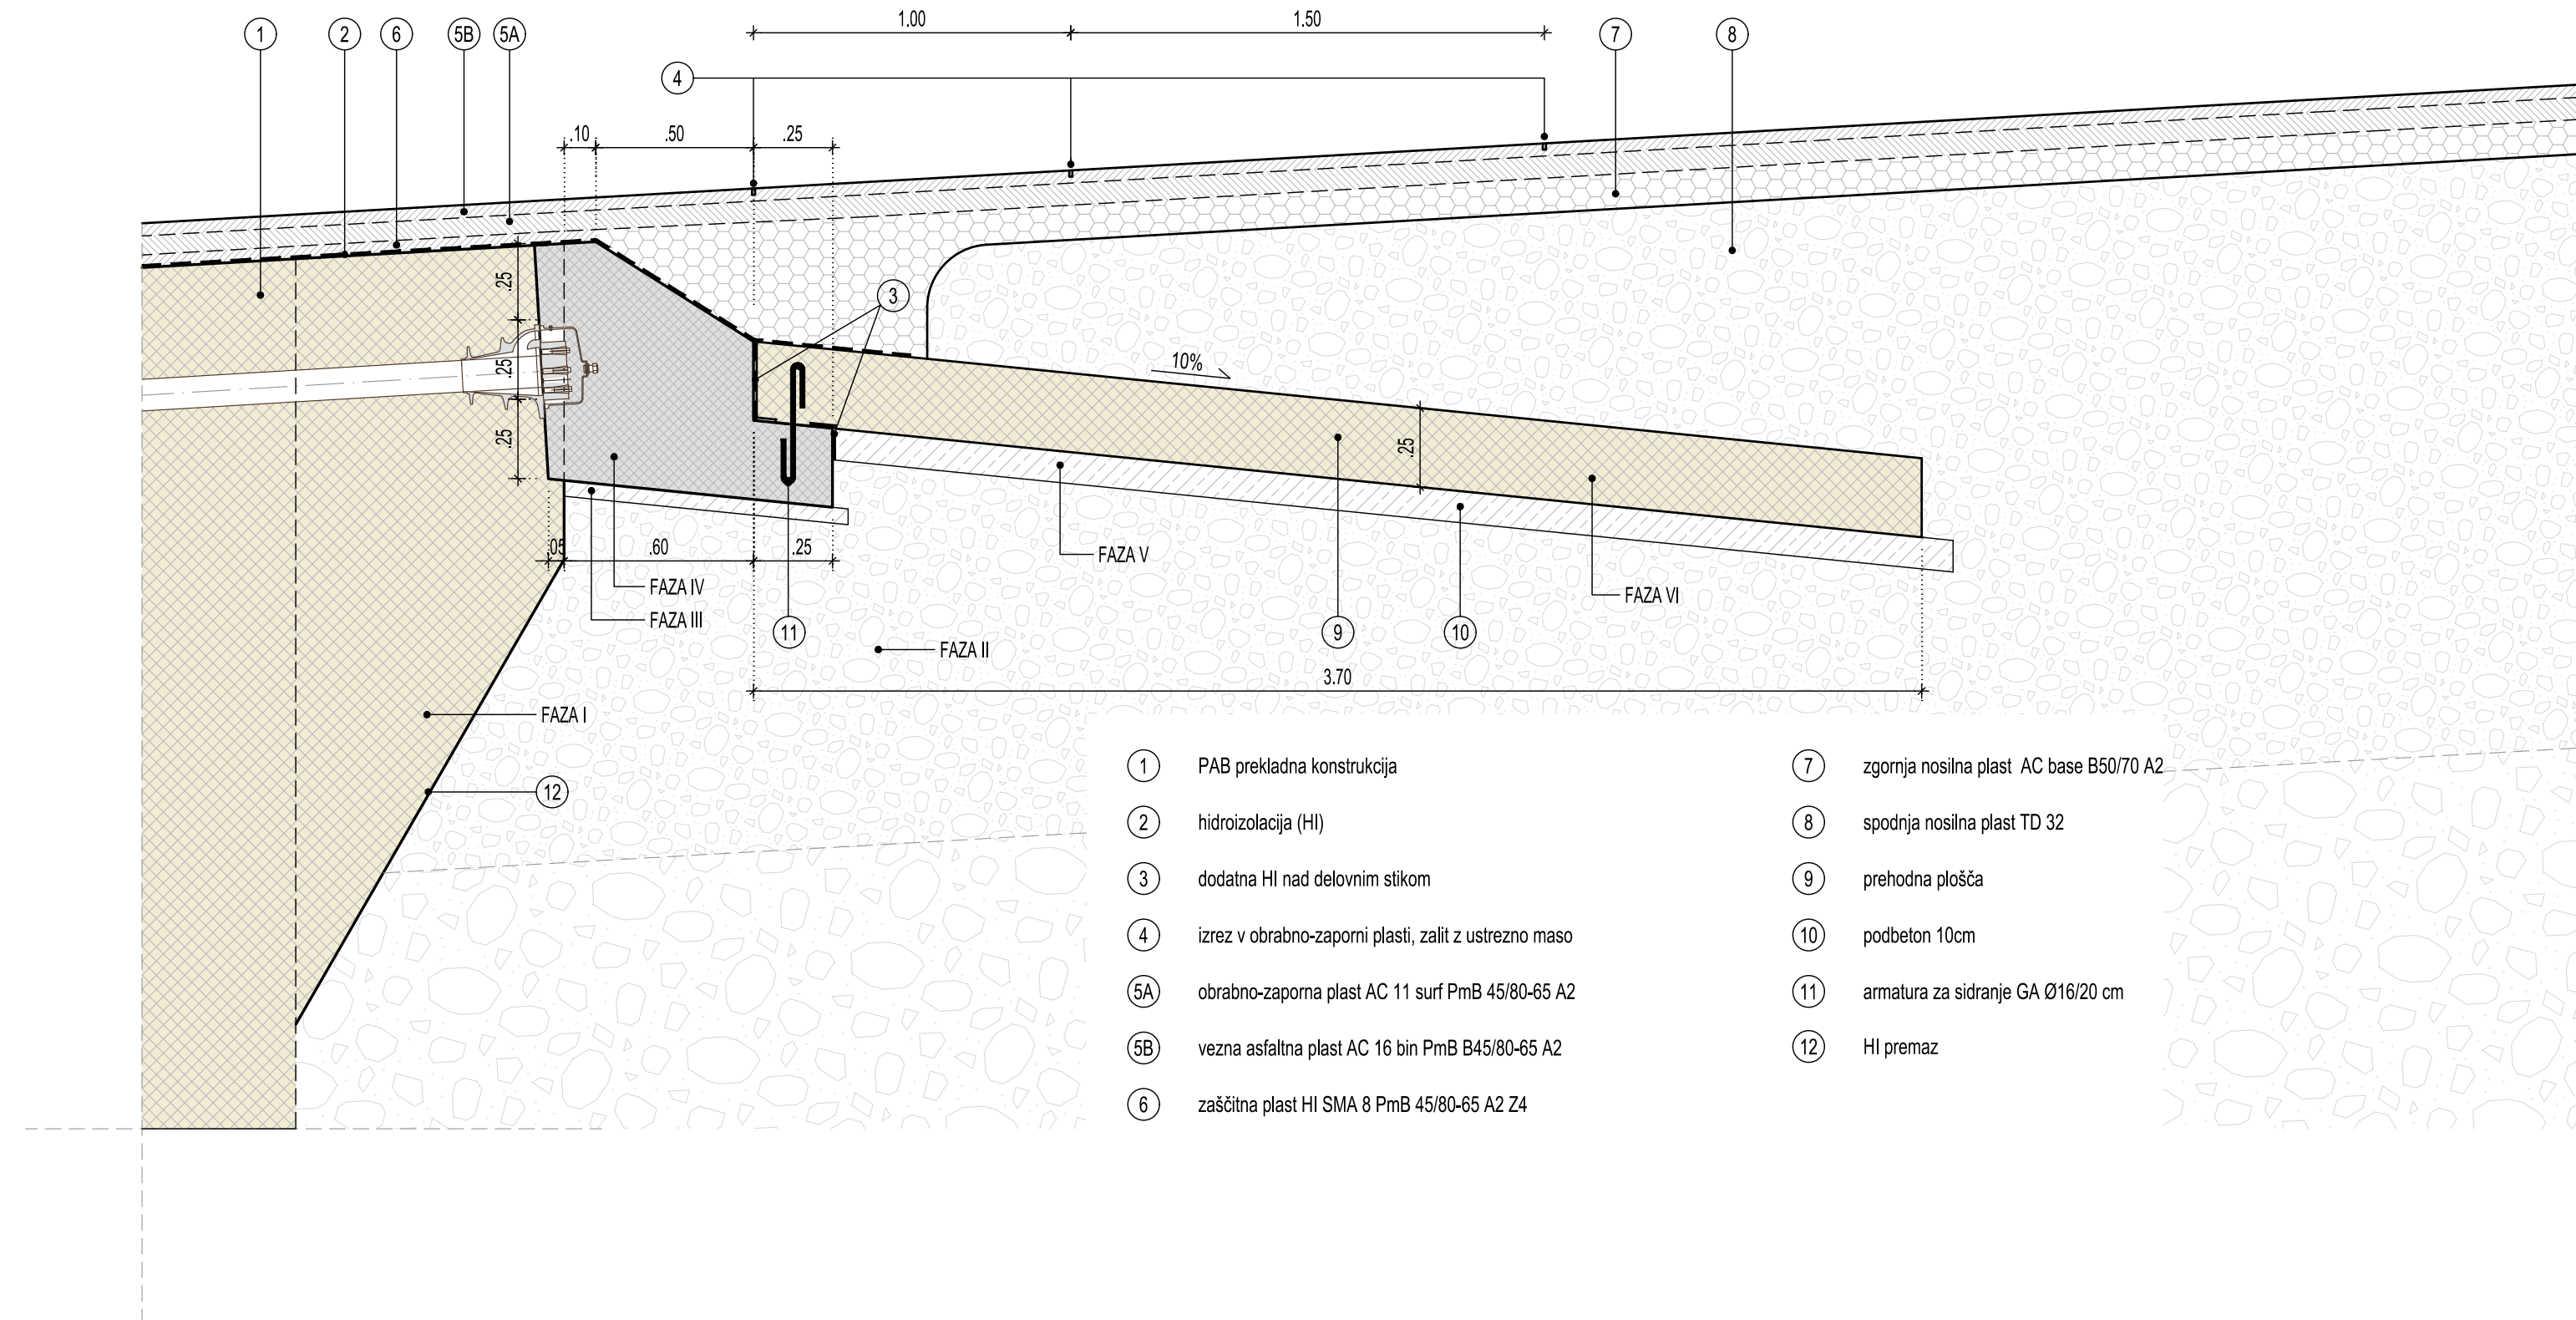 1.00
1.50
1
2
6
5B
5A
7
8
4
.10
.50
.25
.25
3
.25
10%
.25
.25
.05
.60
.25
FAZA V
FAZA IV
FAZA VI
FAZA III
11
9
10
FAZA II
3.70
FAZA I
12
1 PAB prekladna konstrukcija
2 hidroizolacija (HI)
3 dodatna HI nad delovnim stikom
4 izrez v obrabno-zaporni plasti, zalit z ustrezno maso
5A obrabno-zaporna plast AC 11 surf PmB 45/80-65 A2
5B vezna asfaltna plast AC 16 bin PmB B45/80-65 A2
6 zaščitna plast HI SMA 8 PmB 45/80-65 A2 Z4
7 zgornja nosilna plast AC base B50/70 A2
8 spodnja nosilna plast TD 32
9 prehodna plošča
10 podbeton 10cm
11 armatura za sidranje GA Ø16/20 cm
12 HI premaz